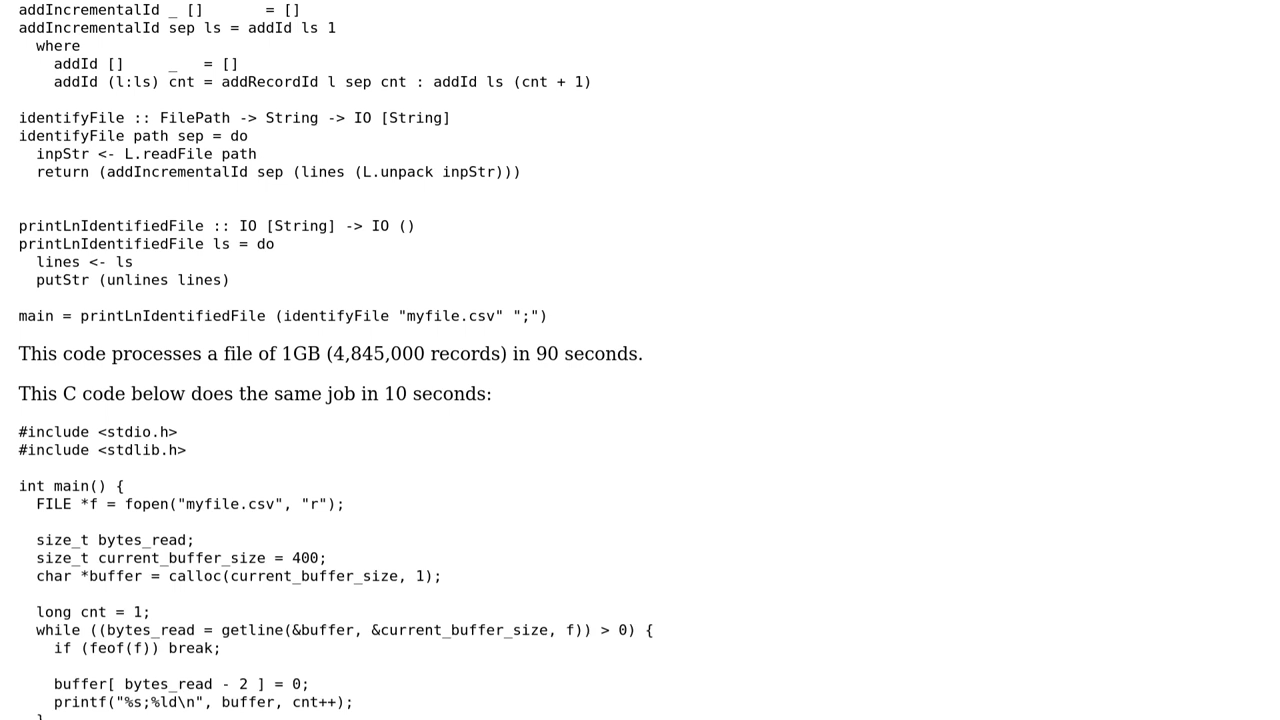 addIncrementalId _ []       = []
addIncrementalId sep ls = addId ls 1
  where
    addId []     _   = []
    addId (l:ls) cnt = addRecordId l sep cnt : addId ls (cnt + 1)

identifyFile :: FilePath -> String -> IO [String]
identifyFile path sep = do
  inpStr <- L.readFile path
  return (addIncrementalId sep (lines (L.unpack inpStr)))


printLnIdentifiedFile :: IO [String] -> IO ()
printLnIdentifiedFile ls = do
  lines <- ls
  putStr (unlines lines)

main = printLnIdentifiedFile (identifyFile "myfile.csv" ";")

This code processes a file of 1GB (4,845,000 records) in 90 seconds.

This C code below does the same job in 10 seconds:

#include <stdio.h>
#include <stdlib.h>

int main() {
  FILE *f = fopen("myfile.csv", "r");

  size_t bytes_read;
  size_t current_buffer_size = 400;
  char *buffer = calloc(current_buffer_size, 1);

  long cnt = 1;
  while ((bytes_read = getline(&buffer, &current_buffer_size, f)) > 0) {
    if (feof(f)) break;

    buffer[ bytes_read - 2 ] = 0;
    printf("%s;%ld\n", buffer, cnt++);
  }